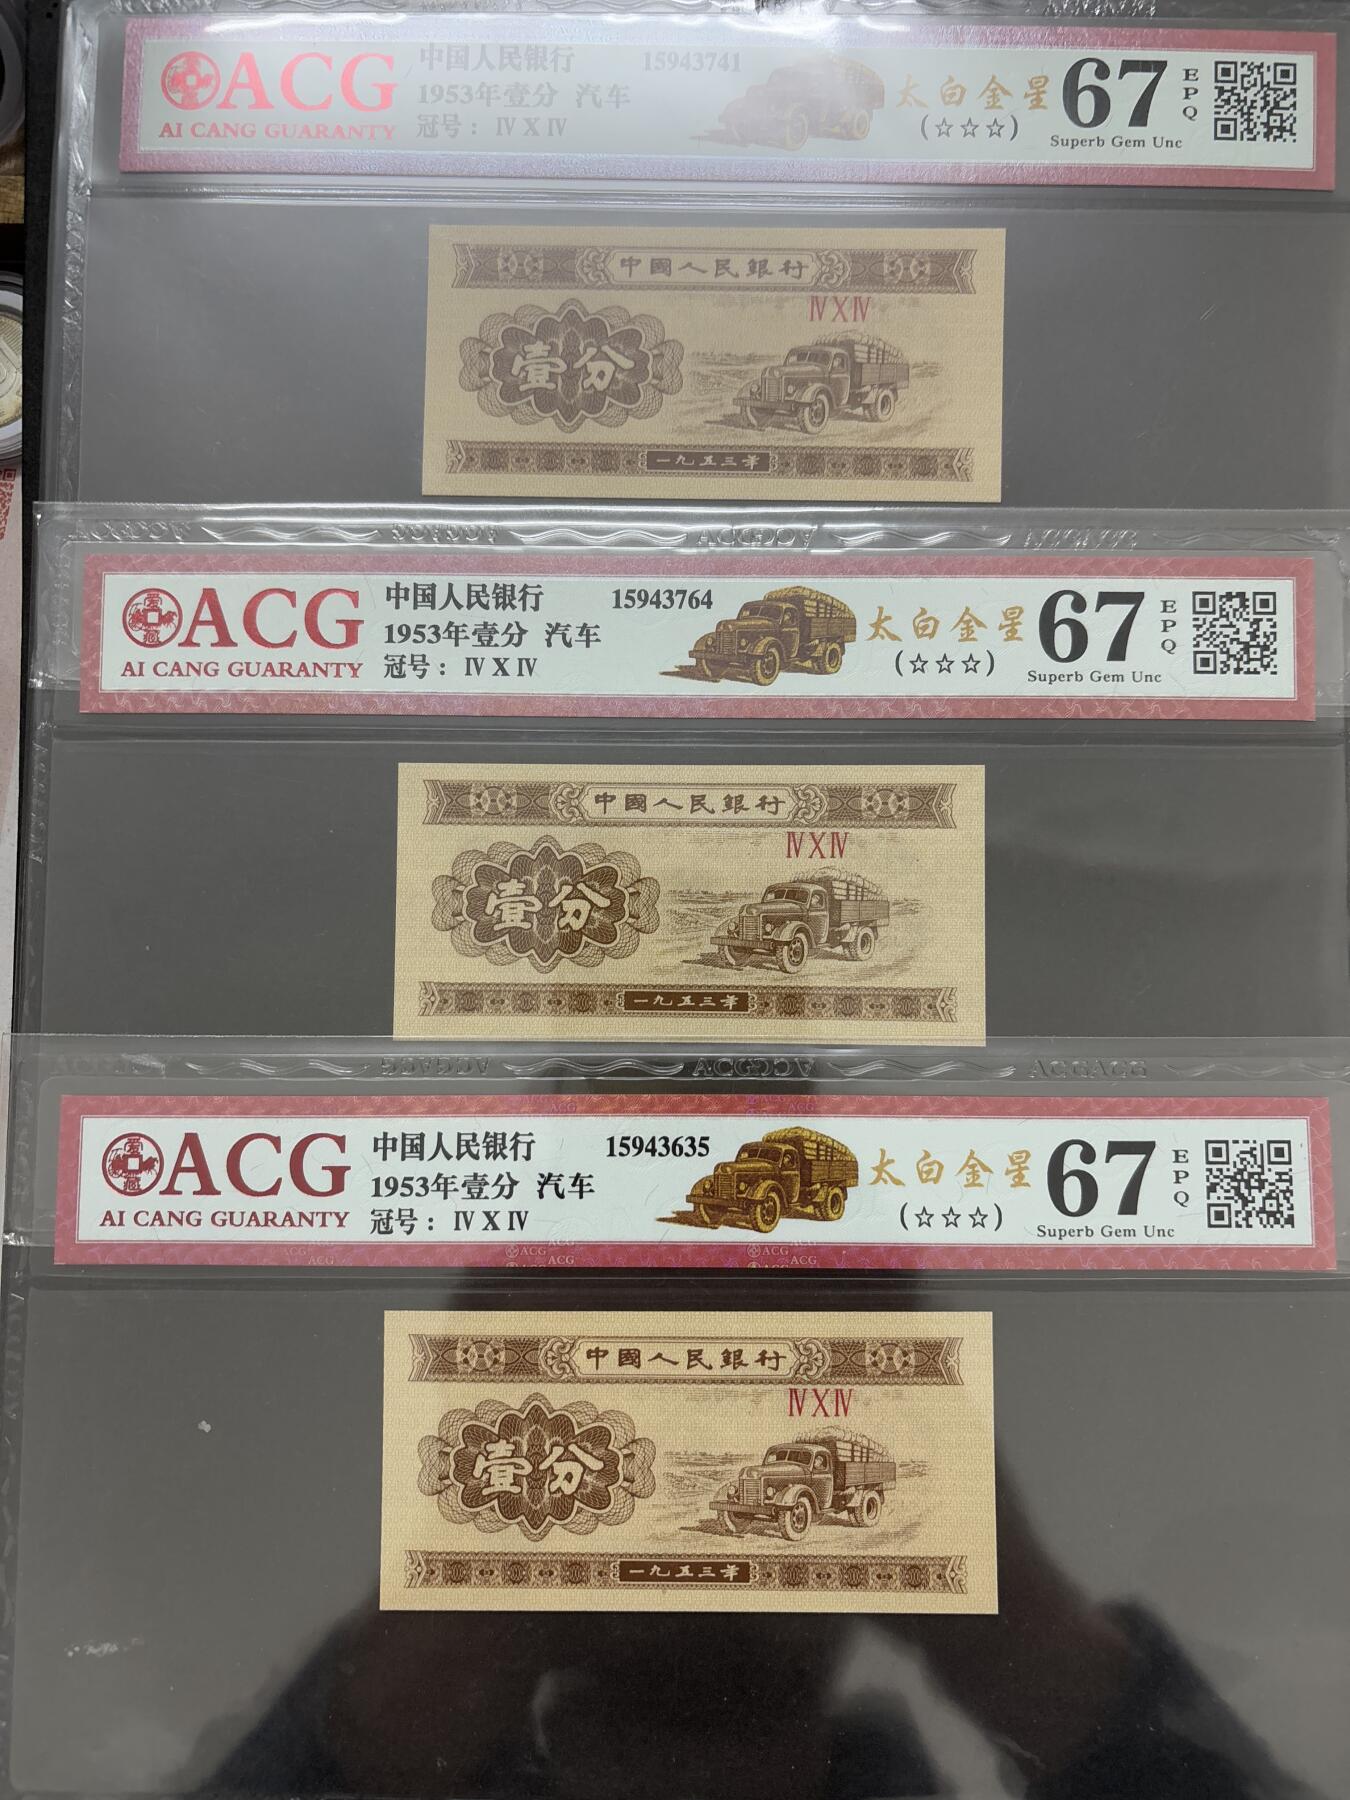 ACG
AI CANG GUARANTY
中国人民银行 15943741
1953年壹分 汽车
冠号： Ⅳ Ⅹ Ⅳ
太白金星
(☆☆☆)
67
EPQ
Superb Gem Unc
中國人民銀行
ⅣⅩⅣ
壹分
一九五三年
爱藏
ACG
AI CANG GUARANTY
中国人民银行 15943764
1953年壹分 汽车
冠号： Ⅳ Ⅹ Ⅳ
太白金星
(☆☆☆)
67
EPQ
Superb Gem Unc
中國人民銀行
ⅣⅩⅣ
壹分
一九五三年
爱藏
ACG
AI CANG GUARANTY
中国人民银行 15943635
1953年壹分 汽车
冠号： Ⅳ Ⅹ Ⅳ
太白金星
(☆☆☆)
67
EPQ
Superb Gem Unc
中國人民銀行
ⅣⅩⅣ
壹分
一九五三年